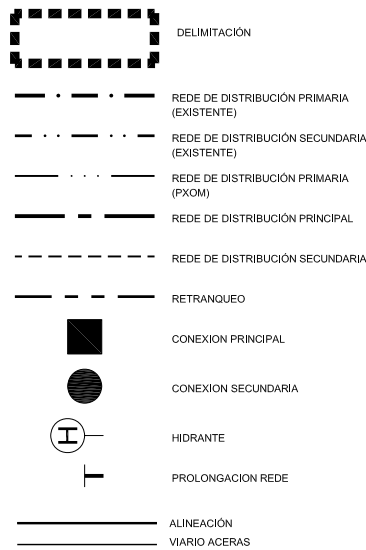 DELIMITACIÓN
REDE DE DISTRIBUCIÓN PRIMARIA
(EXISTENTE)
REDE DE DISTRIBUCIÓN SECUNDARIA
(EXISTENTE)
REDE DE DISTRIBUCIÓN PRIMARIA
(PXOM)
REDE DE DISTRIBUCIÓN PRINCIPAL
REDE DE DISTRIBUCIÓN SECUNDARIA
RETRANQUEO
CONEXION PRINCIPAL
CONEXION SECUNDARIA
H HIDRANTE
PROLONGACION REDE
ALINEACIÓN
VIARIO ACERAS